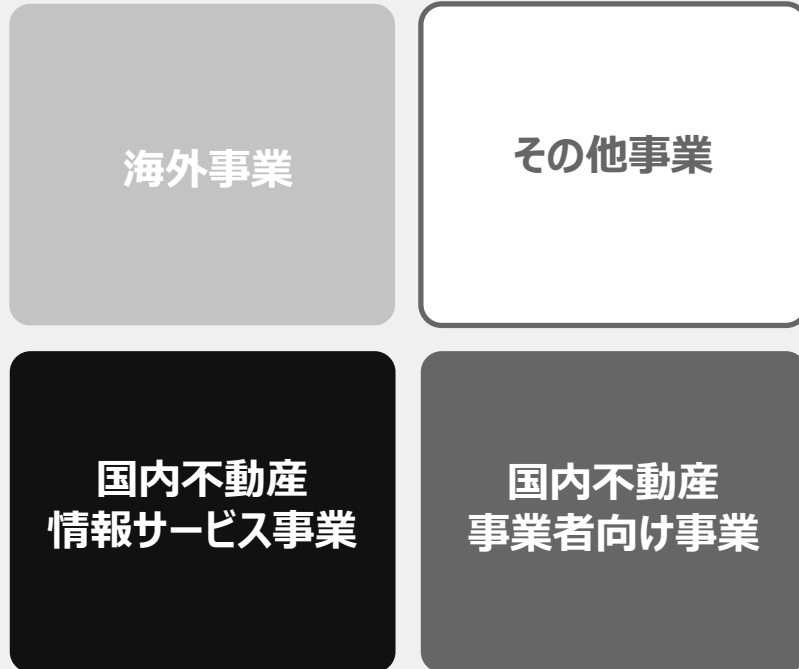 海外事業
その他事業
国内不動産
情報サービス事業
国内不動産
事業者向け事業